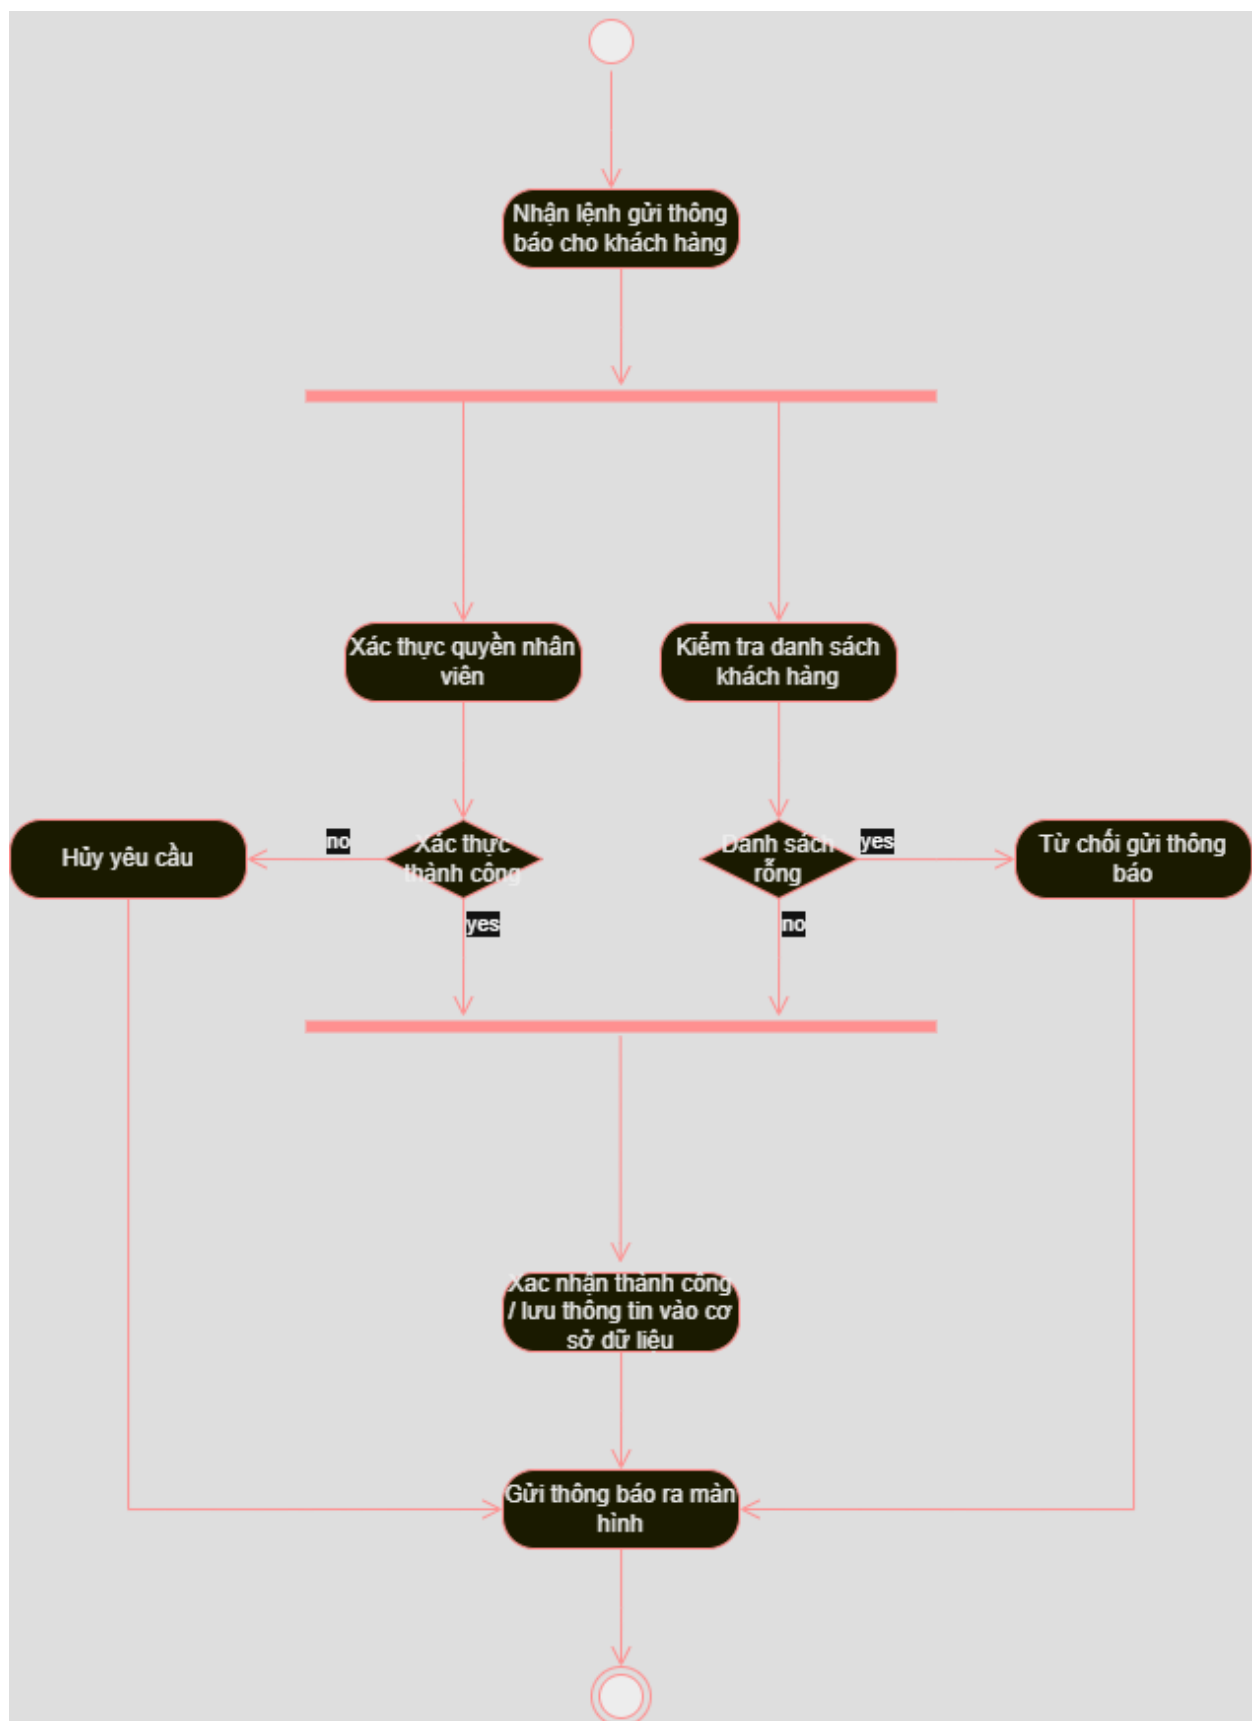 Nhận lệnh gửi thông
báo cho khách hàng
Xác thực quyền nhân
viên
Kiểm tra danh sách
khách hàng
Hủy yêu cầu
no
Xác thực
thành công
yes
Danh sách
rỗng
yes
no
Từ chối gửi thông
báo
Xac nhận thành công
/ lưu thông tin vào cơ
sở dữ liệu
Gửi thông báo ra màn
hình